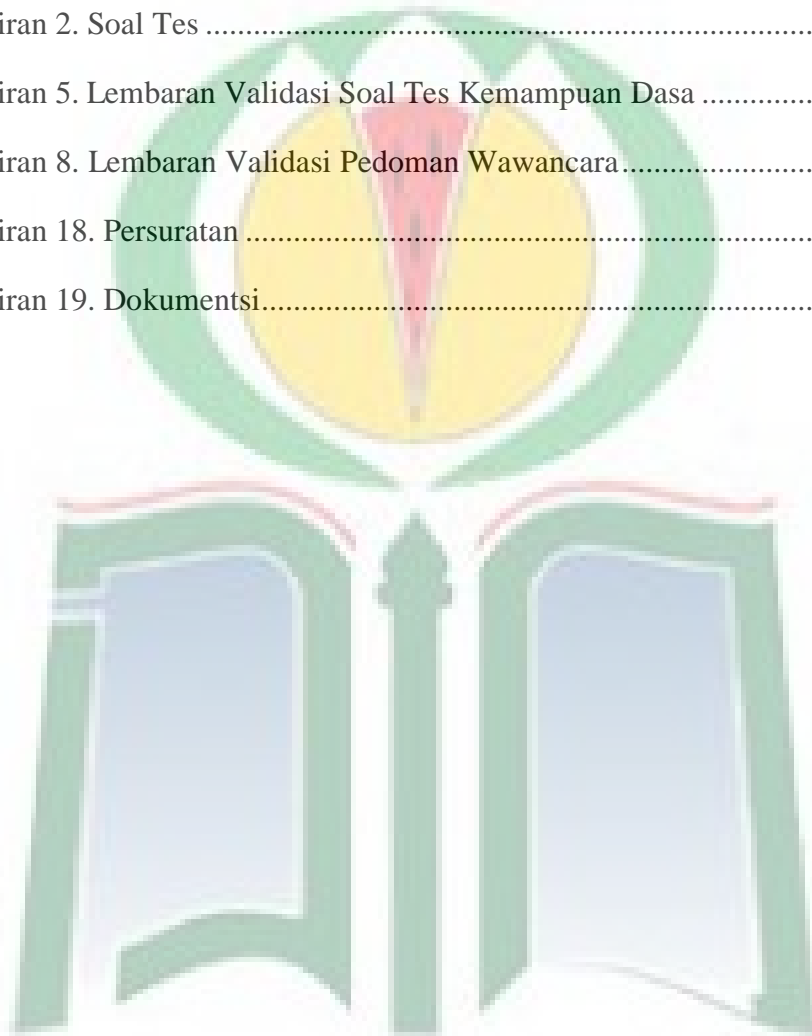 iran 2. Soal Tes ..............................................................................
iran 5. Lembaran Validasi Soal Tes Kemampuan Dasa ..............
iran 8. Lembaran Validasi Pedoman Wawancara........................
iran 18. Persuratan .........................................................................
iran 19. Dokumentsi.......................................................................